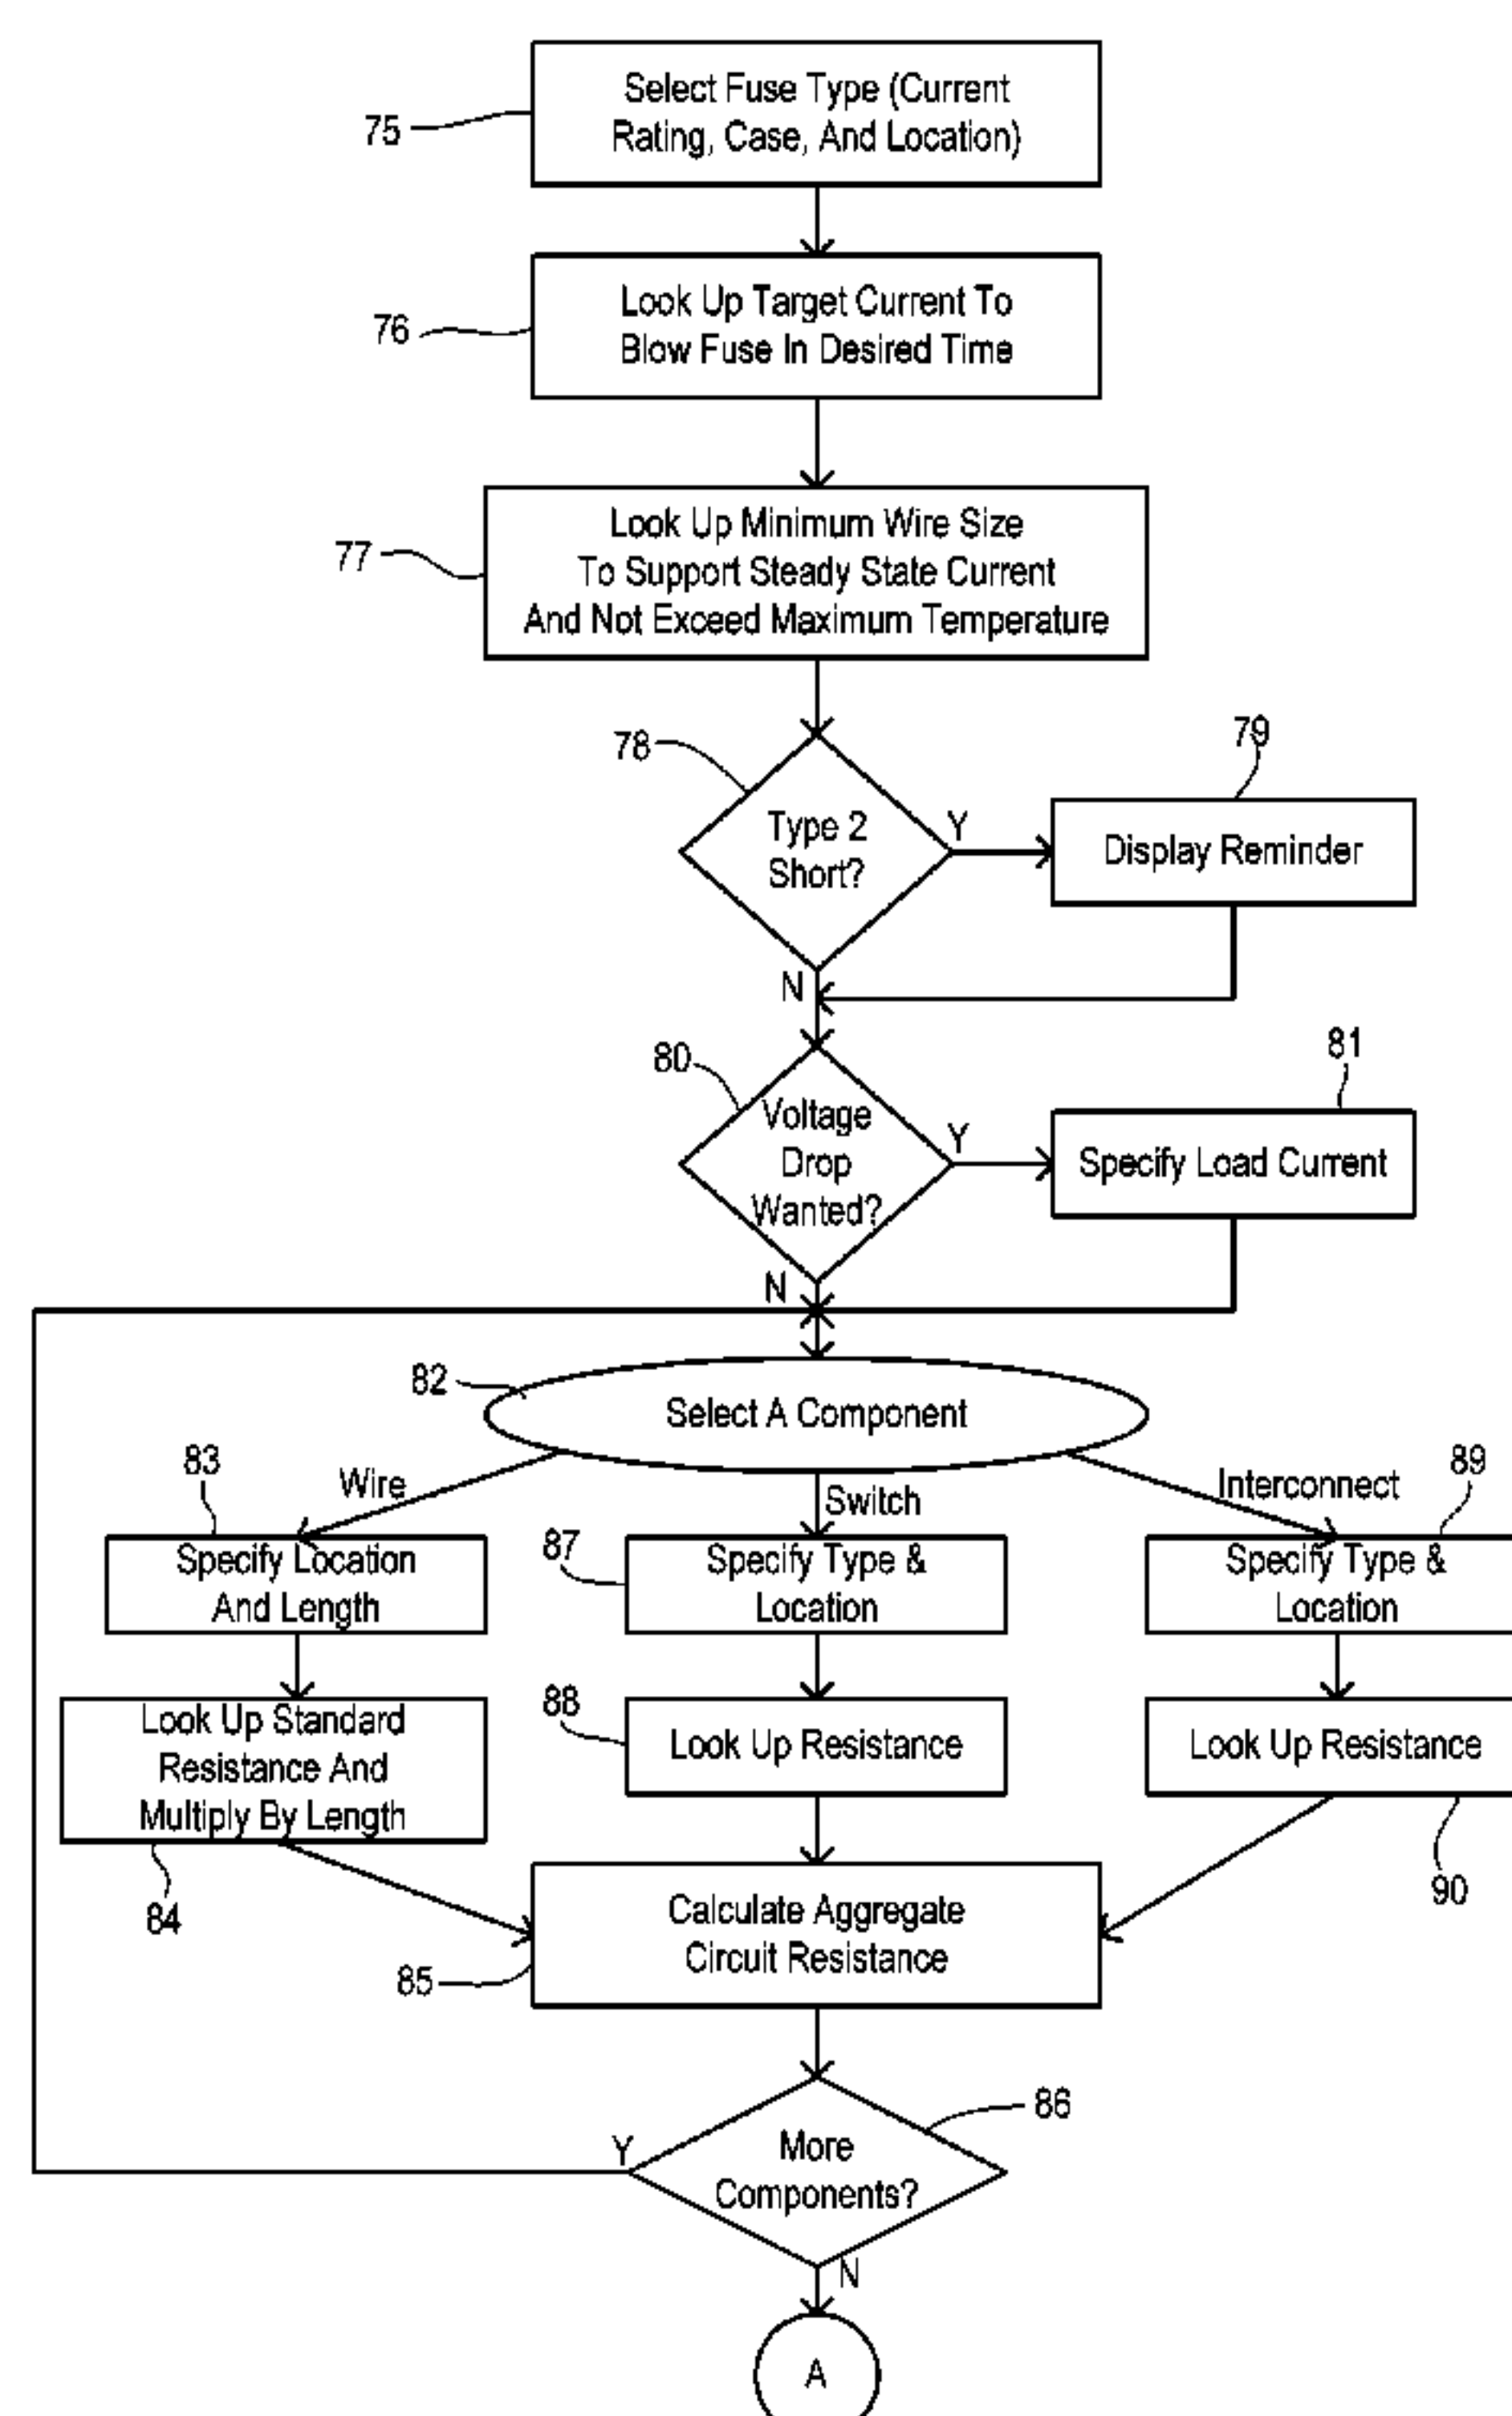 75
Select Fuse Type (Current
Rating, Case, And Location)
76
Look Up Target Current To
Blow Fuse In Desired Time
77
Look Up Minimum Wire Size
To Support Steady State Current
And Not Exceed Maximum Temperature
78
Type 2
Short?
Y
79
Display Reminder
N
80
Voltage
Drop
Wanted?
Y
81
Specify Load Current
N
82
Select A Component
Wire
Switch
Interconnect
83
Specify Location
And Length
87
Specify Type &
Location
89
Specify Type &
Location
Look Up Standard
Resistance And
Multiply By Length
84
88
Look Up Resistance
Look Up Resistance
90
Calculate Aggregate
Circuit Resistance
85
More
Components?
86
Y
N
A